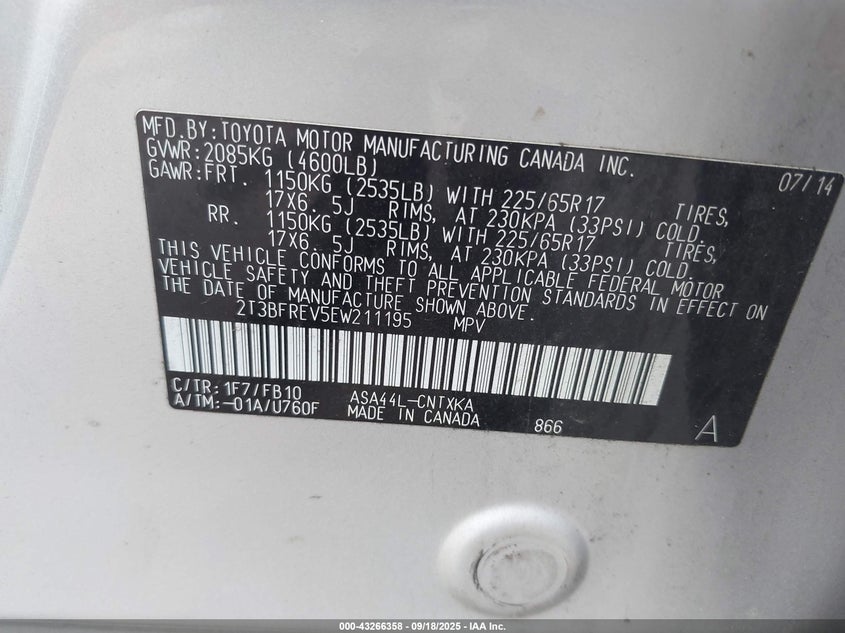 MFD.BY:TOYOTA MOTOR MANUFACTURING CANADA INC. 07/14
GVWR:2085KG (4600LB)
GAWR:FRT. 1150KG (2535LB) WITH 225/65R17 TIRES,
17X6. 5J RIMS, AT 230KPA (33PSI) COLD.
RR. 1150KG (2535LB) WITH 225/65R17 TIRES,
17X6. 5J RIMS, AT 230KPA (33PSI) COLD.
THIS VEHICLE CONFORMS TO ALL APPLICABLE FEDERAL MOTOR
VEHICLE SAFETY AND THEFT PREVENTION STANDARDS IN EFFECT ON
THE DATE OF MANUFACTURE SHOWN ABOVE.
2T3BFREV5EW211195 MPV
C/TR:1F7/FB10 ASA44L-CNTXKA
A/TM:-01A/U760F MADE IN CANADA 866 A
000-43266358 - 09/18/2025 - IAA Inc.